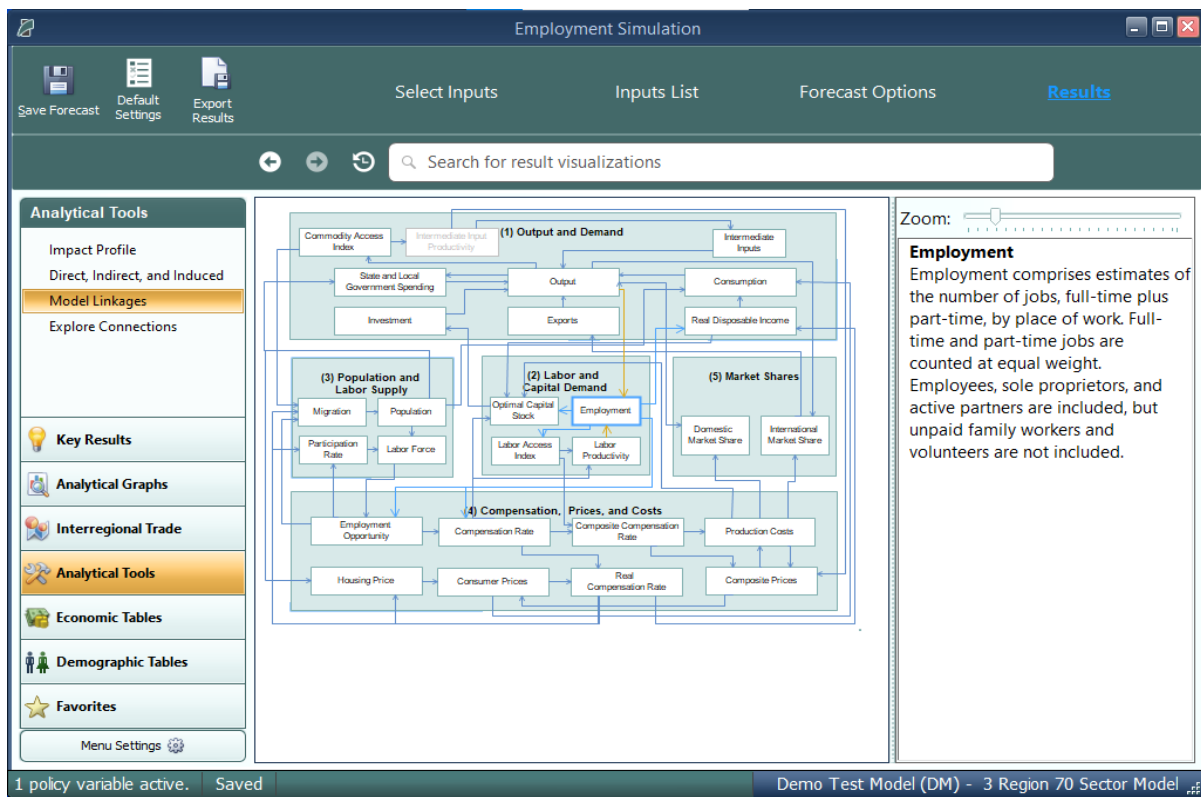 Employment Simulation
Save Forecast
Default
Settings
Export
Results
Select Inputs
Inputs List
Forecast Options
Results
Search for result visualizations
Analytical Tools
Impact Profile
Direct, Indirect, and Induced
Model Linkages
Explore Connections
Key Results
Analytical Graphs
Interregional Trade
Analytical Tools
Economic Tables
Demographic Tables
Favorites
Menu Settings
(1) Output and Demand
Commodity Access
Index
Intermediate Input
Productivity
Intermediate
Inputs
State and Local
Government Spending
Output
Consumption
Investment
Exports
Real Disposable Income
(3) Population and
Labor Supply
Migration
Population
Participation
Rate
Labor Force
(2) Labor and
Capital Demand
Optimal Capital
Stock
Employment
Labor Access
Index
Labor
Productivity
(5) Market Shares
Domestic
Market Share
International
Market Share
(4) Compensation, Prices, and Costs
Employment
Opportunity
Compensation Rate
Composite Compensation
Rate
Production Costs
Housing Price
Consumer Prices
Real
Compensation Rate
Composite Prices
Zoom:
Employment
Employment comprises estimates of
the number of jobs, full-time plus
part-time, by place of work. Full-
time and part-time jobs are
counted at equal weight.
Employees, sole proprietors, and
active partners are included, but
unpaid family workers and
volunteers are not included.
1 policy variable active.
Saved
Demo Test Model (DM) - 3 Region 70 Sector Model